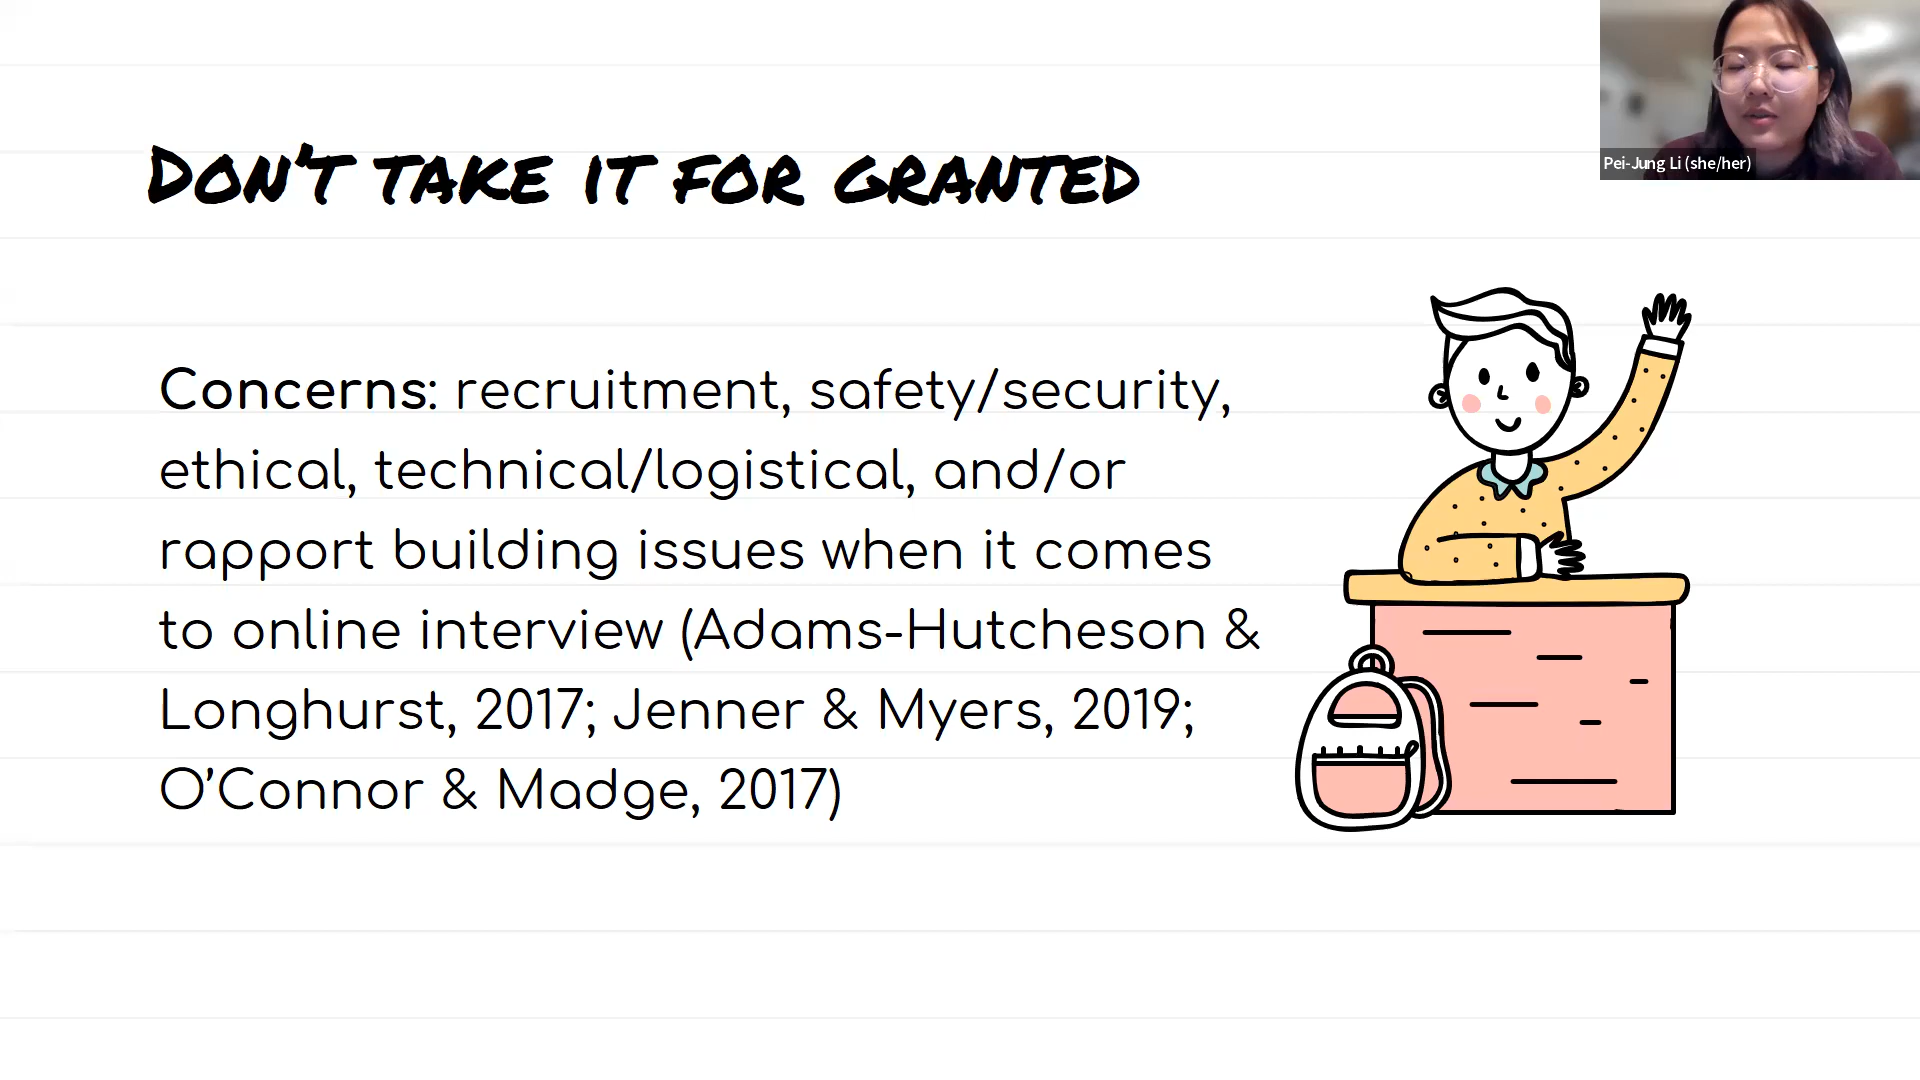 DON'T TAKE IT FOR GRANTED
Concerns: recruitment, safety/security,
ethical, technical/logistical, and/or
rapport building issues when it comes
to online interview (Adams-Hutcheson &
Longhurst, 2017; Jenner & Myers, 2019;
O'Connor & Madge, 2017)
Pei-Jung Li (she/her)